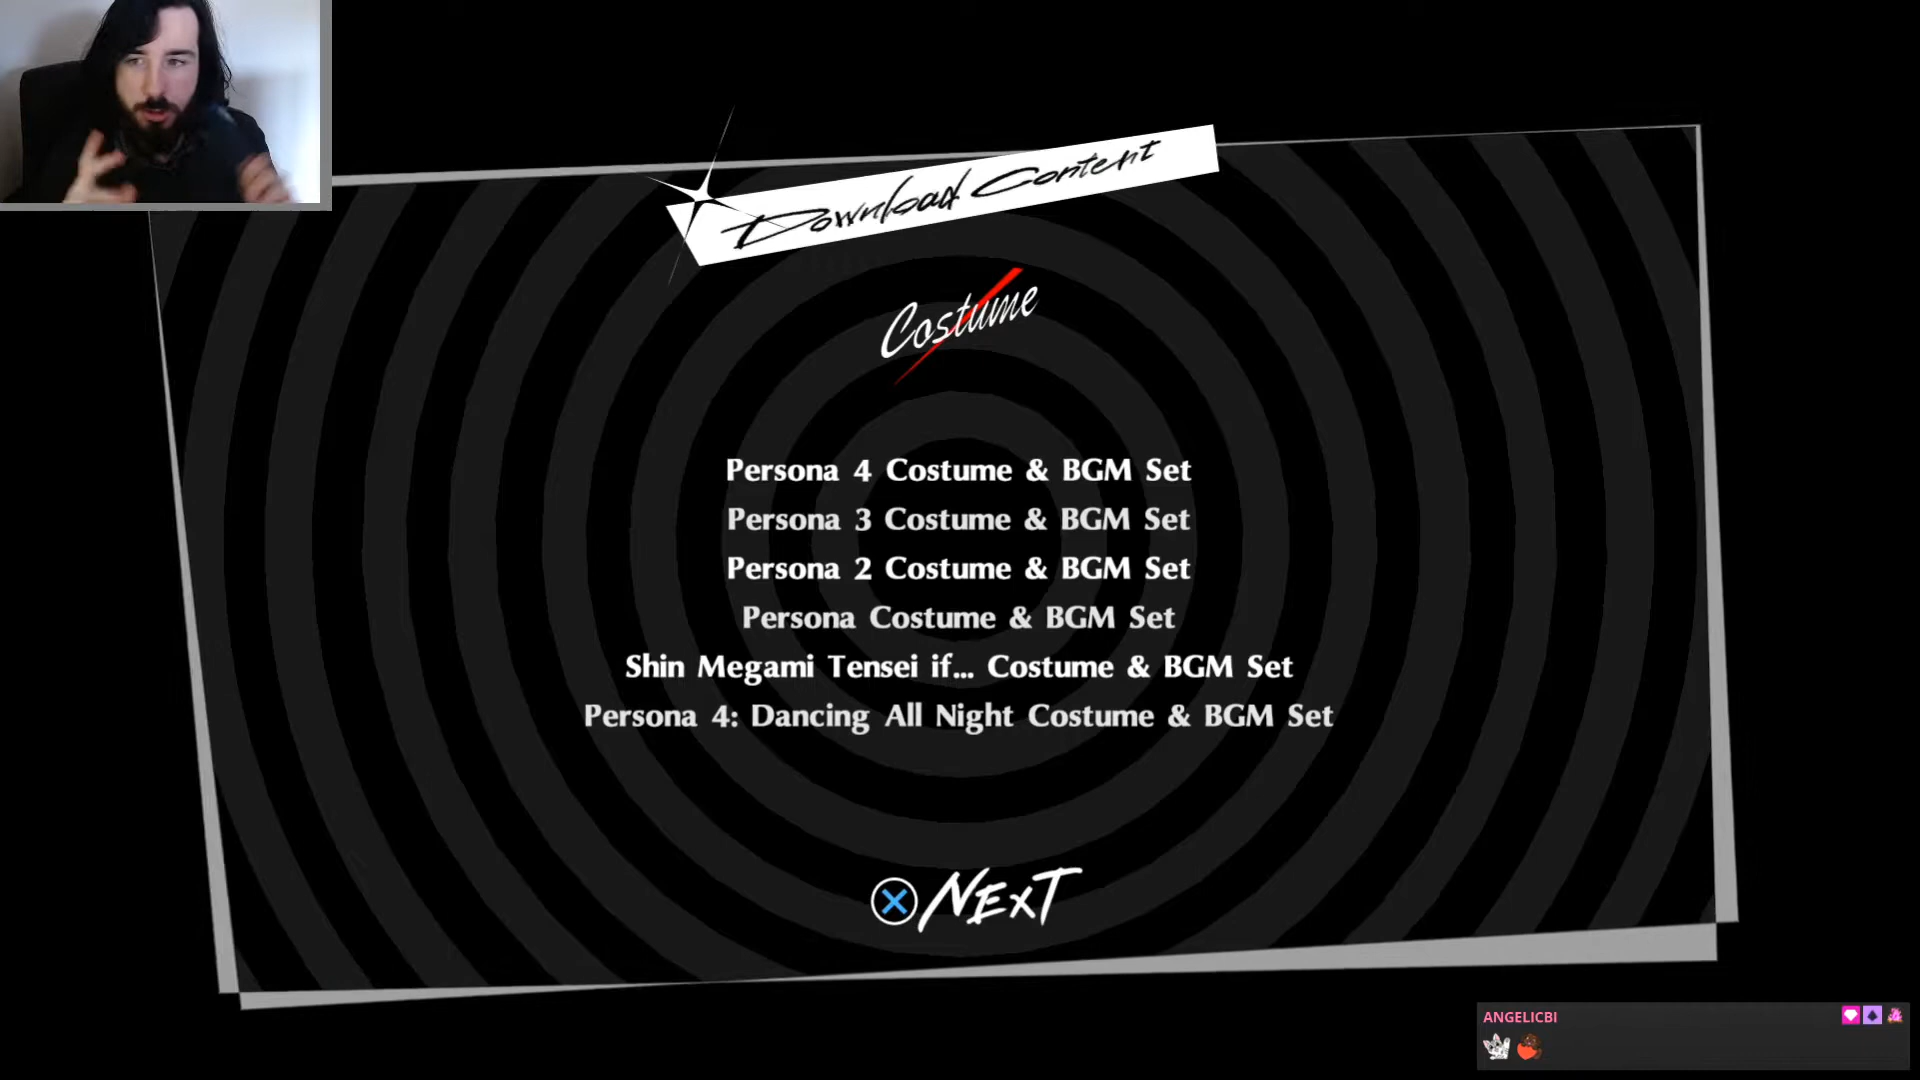 Download Content
Costume
Persona 4 Costume & BGM Set
Persona 3 Costume & BGM Set
Persona 2 Costume & BGM Set
Persona Costume & BGM Set
Shin Megami Tensei if... Costume & BGM Set
Persona 4: Dancing All Night Costume & BGM Set
NEXT
ANGELICBI